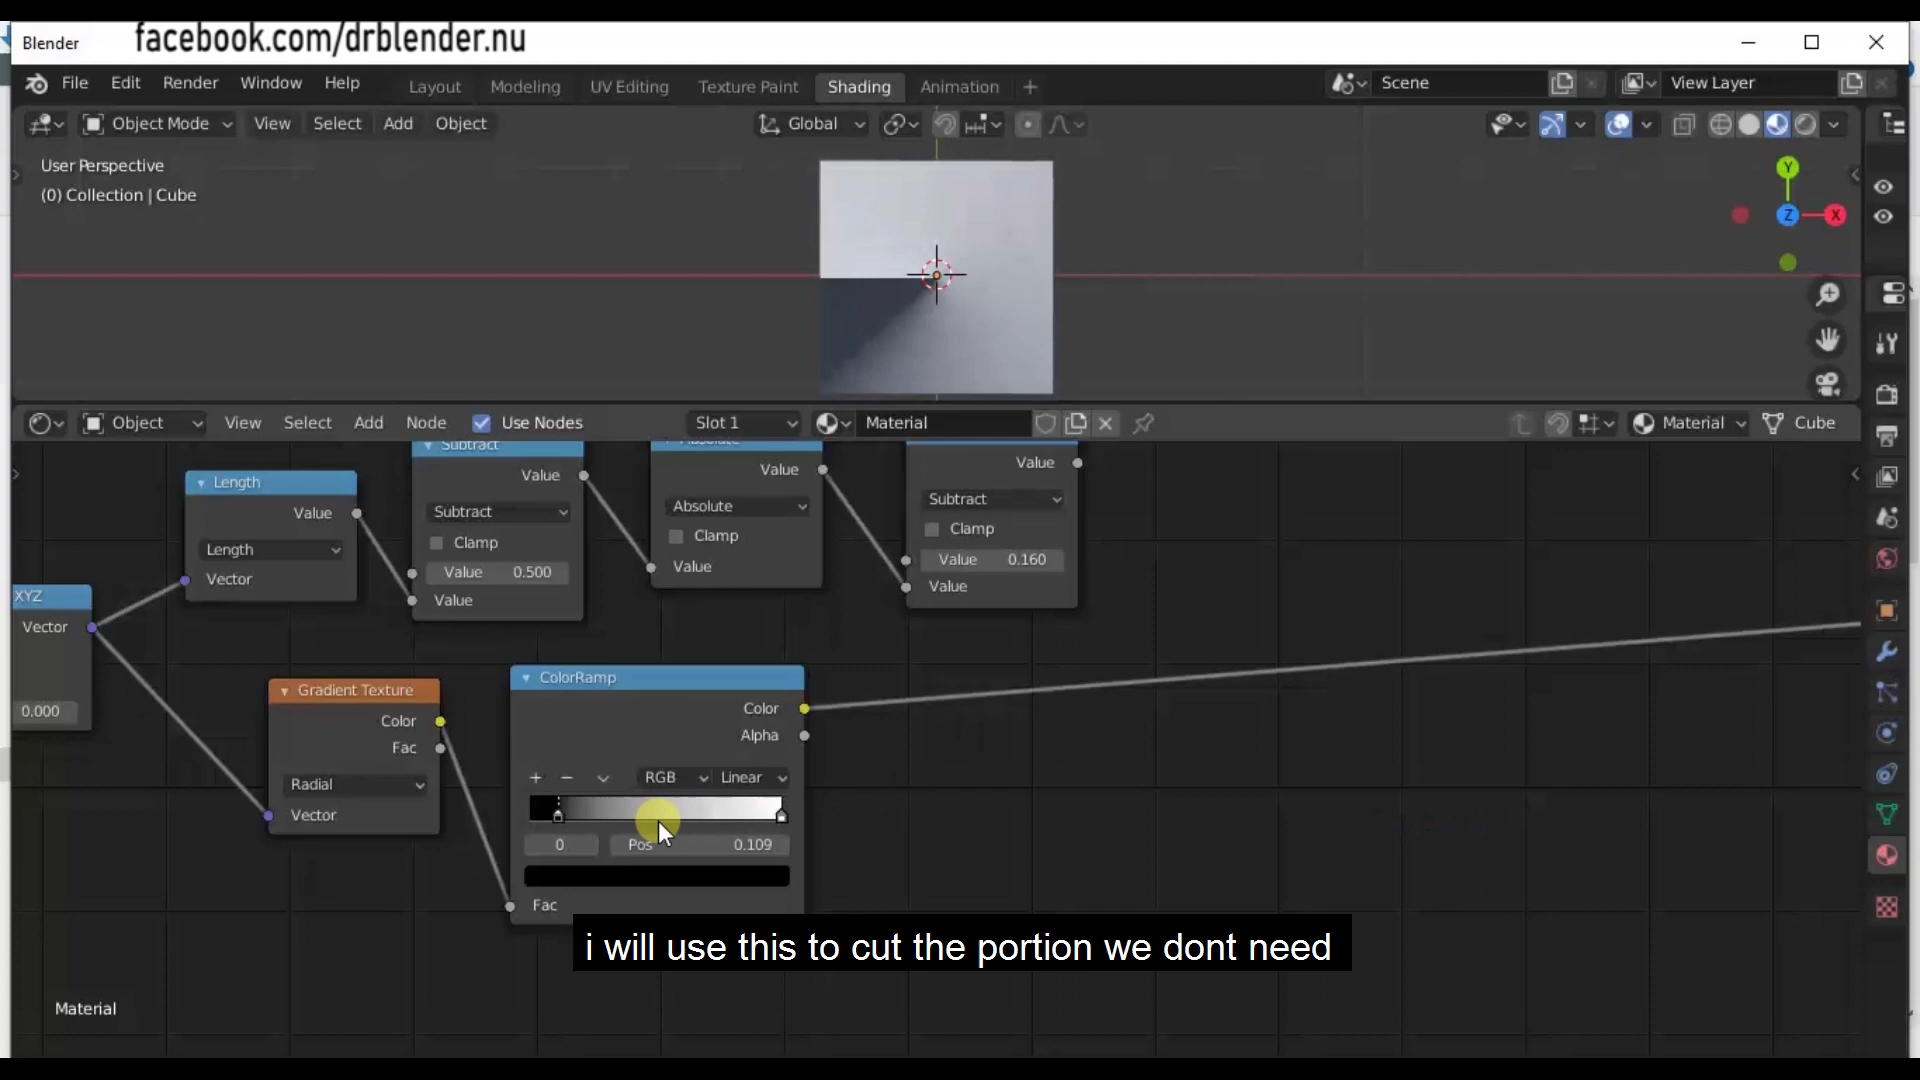 facebook.com/drblender.nu
Blender
File Edit Render Window Help
Layout Modeling UV Editing Texture Paint Shading Animation +
Scene
View Layer
Object Mode View Select Add Object
Global
User Perspective
(0) Collection | Cube
Y
Z X
Object View Select Add Node Use Nodes
Slot 1
Material
Material
Cube
Subtract
Value
Subtract
Clamp
Value 0.500
Value
Absolute
Value
Absolute
Clamp
Value
Value
Subtract
Clamp
Value 0.160
Value
Length
Value
Length
Vector
XYZ
Vector
0.000
Gradient Texture
Color
Fac
Radial
Vector
ColorRamp
Color
Alpha
+ − RGB Linear
0 Pos 0.109
Fac
i will use this to cut the portion we dont need
Material